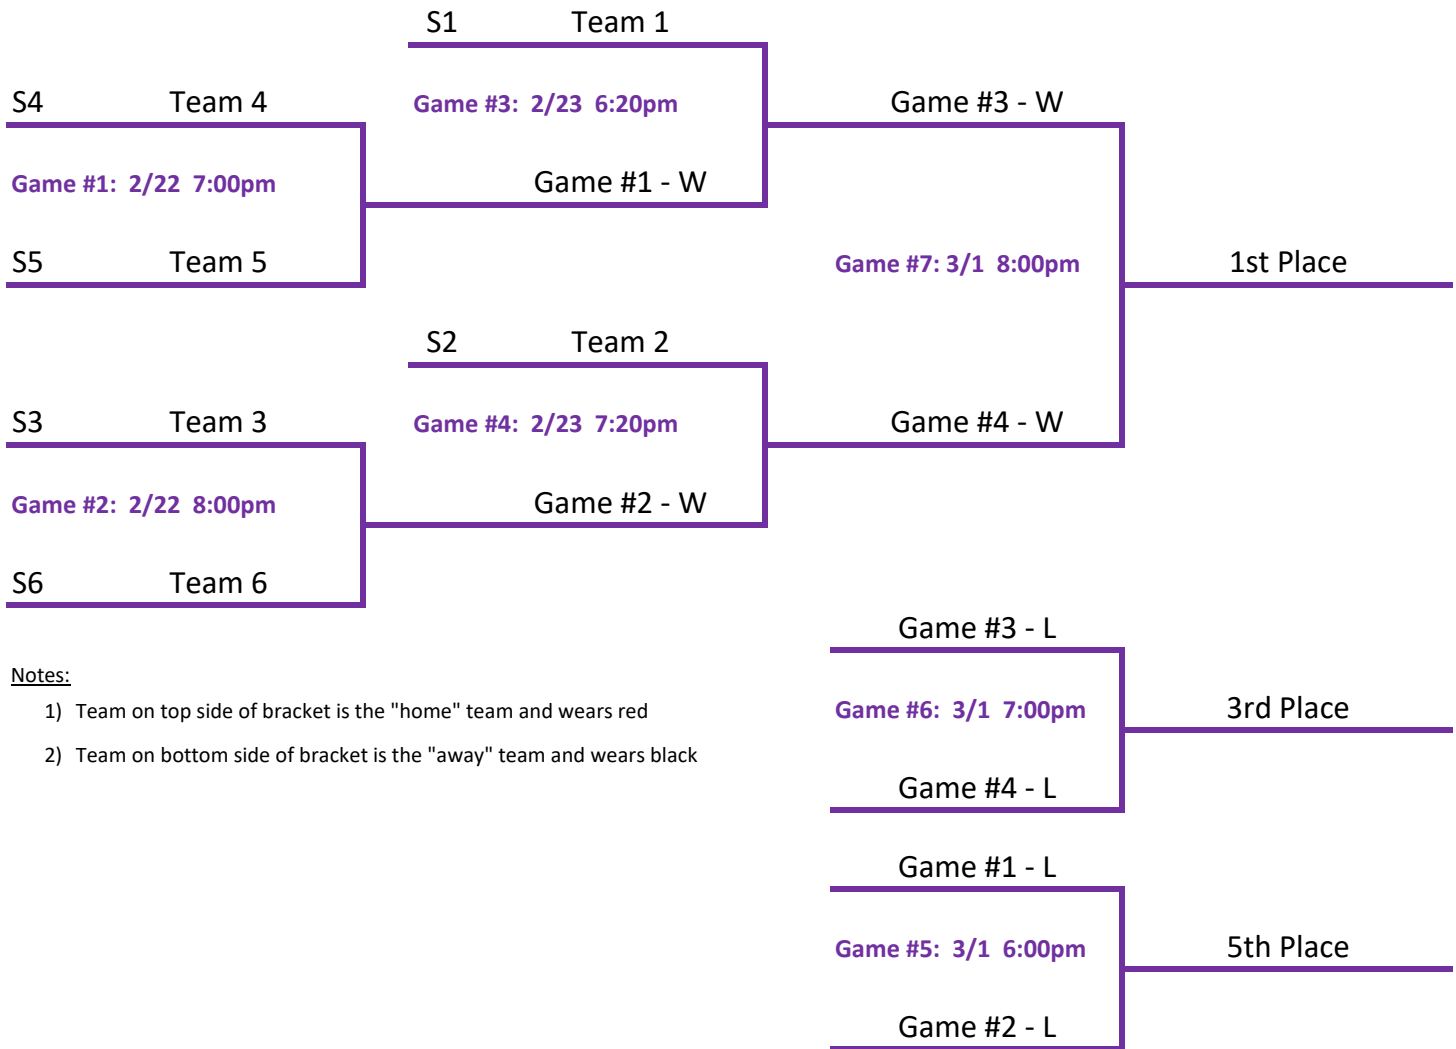 S1 Team 1
S4 Team 4
Game #3: 2/23 6:20pm
Game #3 - W
Game #1: 2/22 7:00pm
Game #1 - W
S5 Team 5
Game #7: 3/1 8:00pm
1st Place
S2 Team 2
S3 Team 3
Game #4: 2/23 7:20pm
Game #4 - W
Game #2: 2/22 8:00pm
Game #2 - W
S6 Team 6
Game #3 - L
Notes:
1) Team on top side of bracket is the "home" team and wears red
Game #6: 3/1 7:00pm
3rd Place
2) Team on bottom side of bracket is the "away" team and wears black
Game #4 - L
Game #1 - L
Game #5: 3/1 6:00pm
5th Place
Game #2 - L